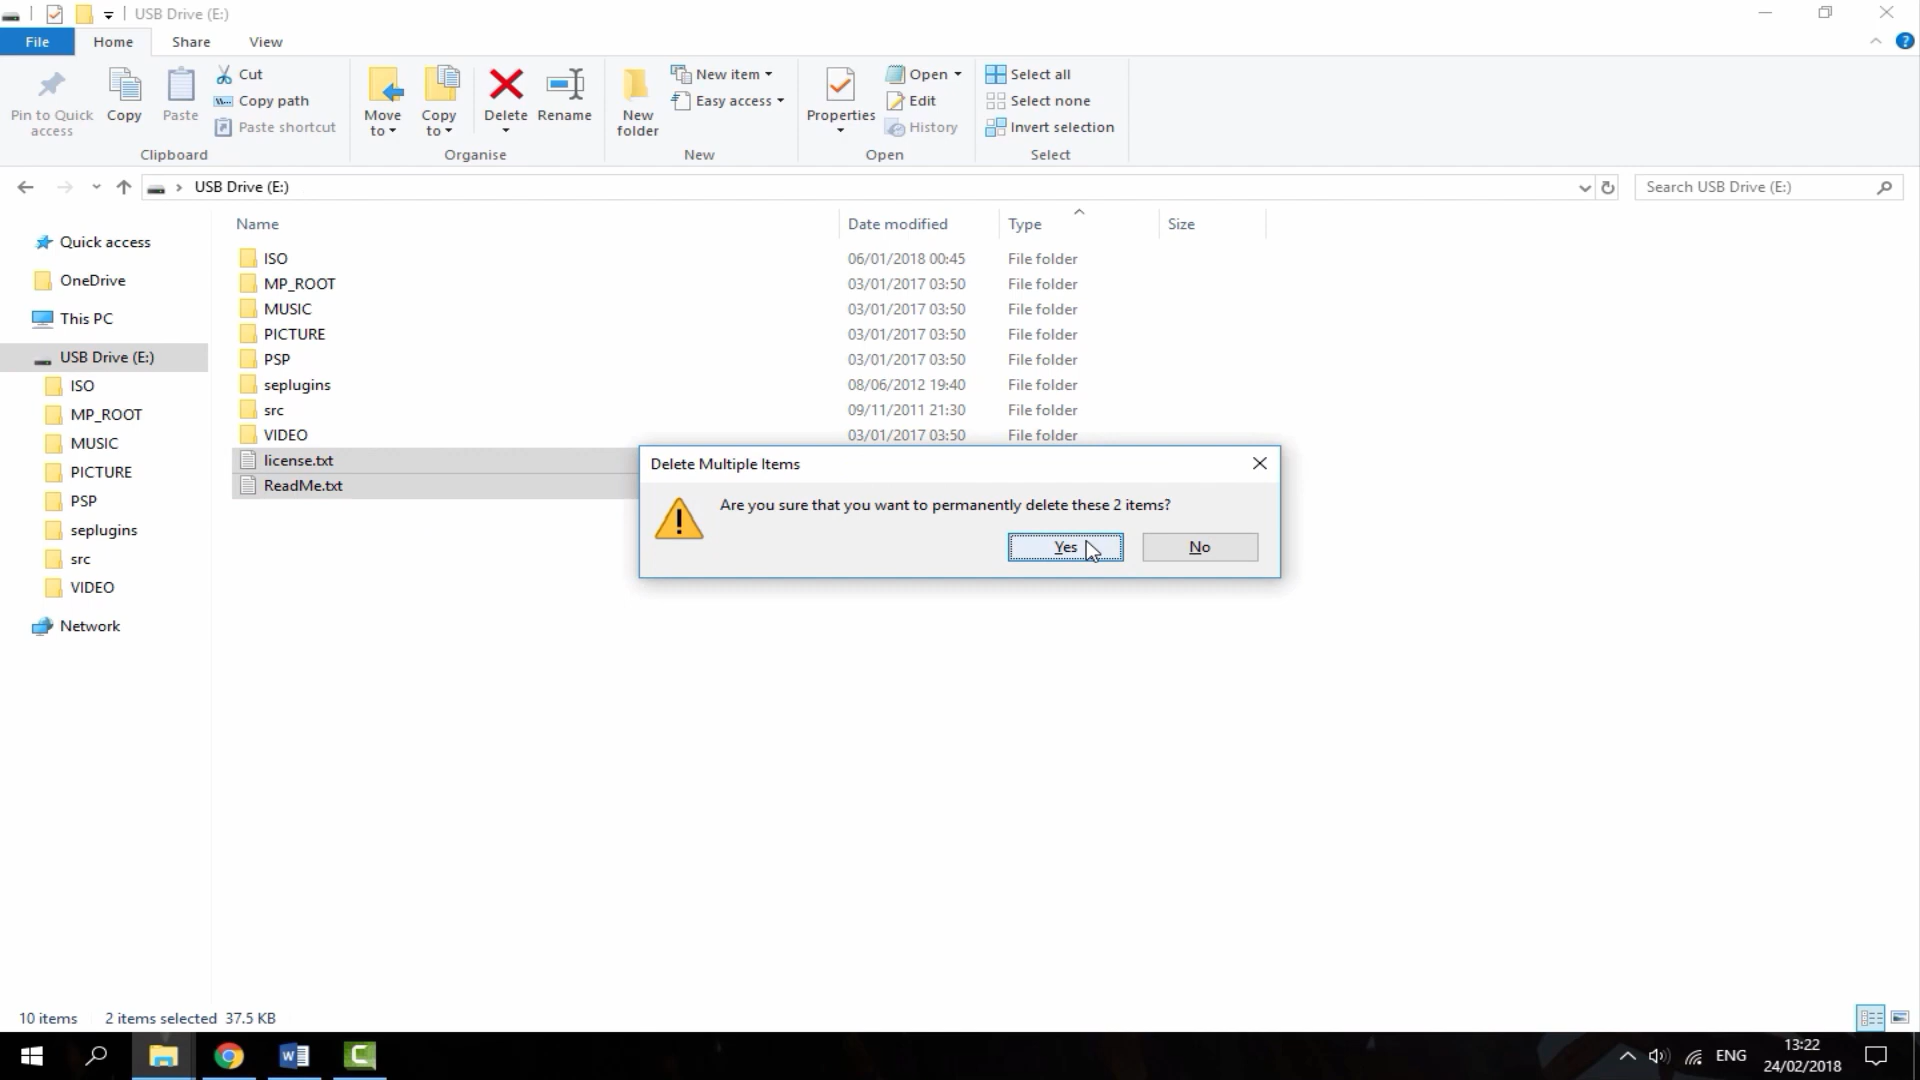 USB Drive (E:)
File Home Share View
Pin to Quick access Copy Paste Cut Copy path Paste shortcut Move to Copy to Delete Rename New folder New item Easy access Properties Open Edit History Select all Select none Invert selection
Clipboard Organise New Open Select
USB Drive (E:) Search USB Drive (E:)
Name Date modified Type Size
Quick access
OneDrive
This PC
USB Drive (E:)
ISO
MP_ROOT
MUSIC
PICTURE
PSP
seplugins
src
VIDEO
Network
ISO 06/01/2018 00:45 File folder
MP_ROOT 03/01/2017 03:50 File folder
MUSIC 03/01/2017 03:50 File folder
PICTURE 03/01/2017 03:50 File folder
PSP 03/01/2017 03:50 File folder
seplugins 08/06/2012 19:40 File folder
src 09/11/2011 21:30 File folder
VIDEO 03/01/2017 03:50 File folder
license.txt
ReadMe.txt
Delete Multiple Items
Are you sure that you want to permanently delete these 2 items?
Yes No
10 items 2 items selected 37.5 KB
ENG 13:22
24/02/2018